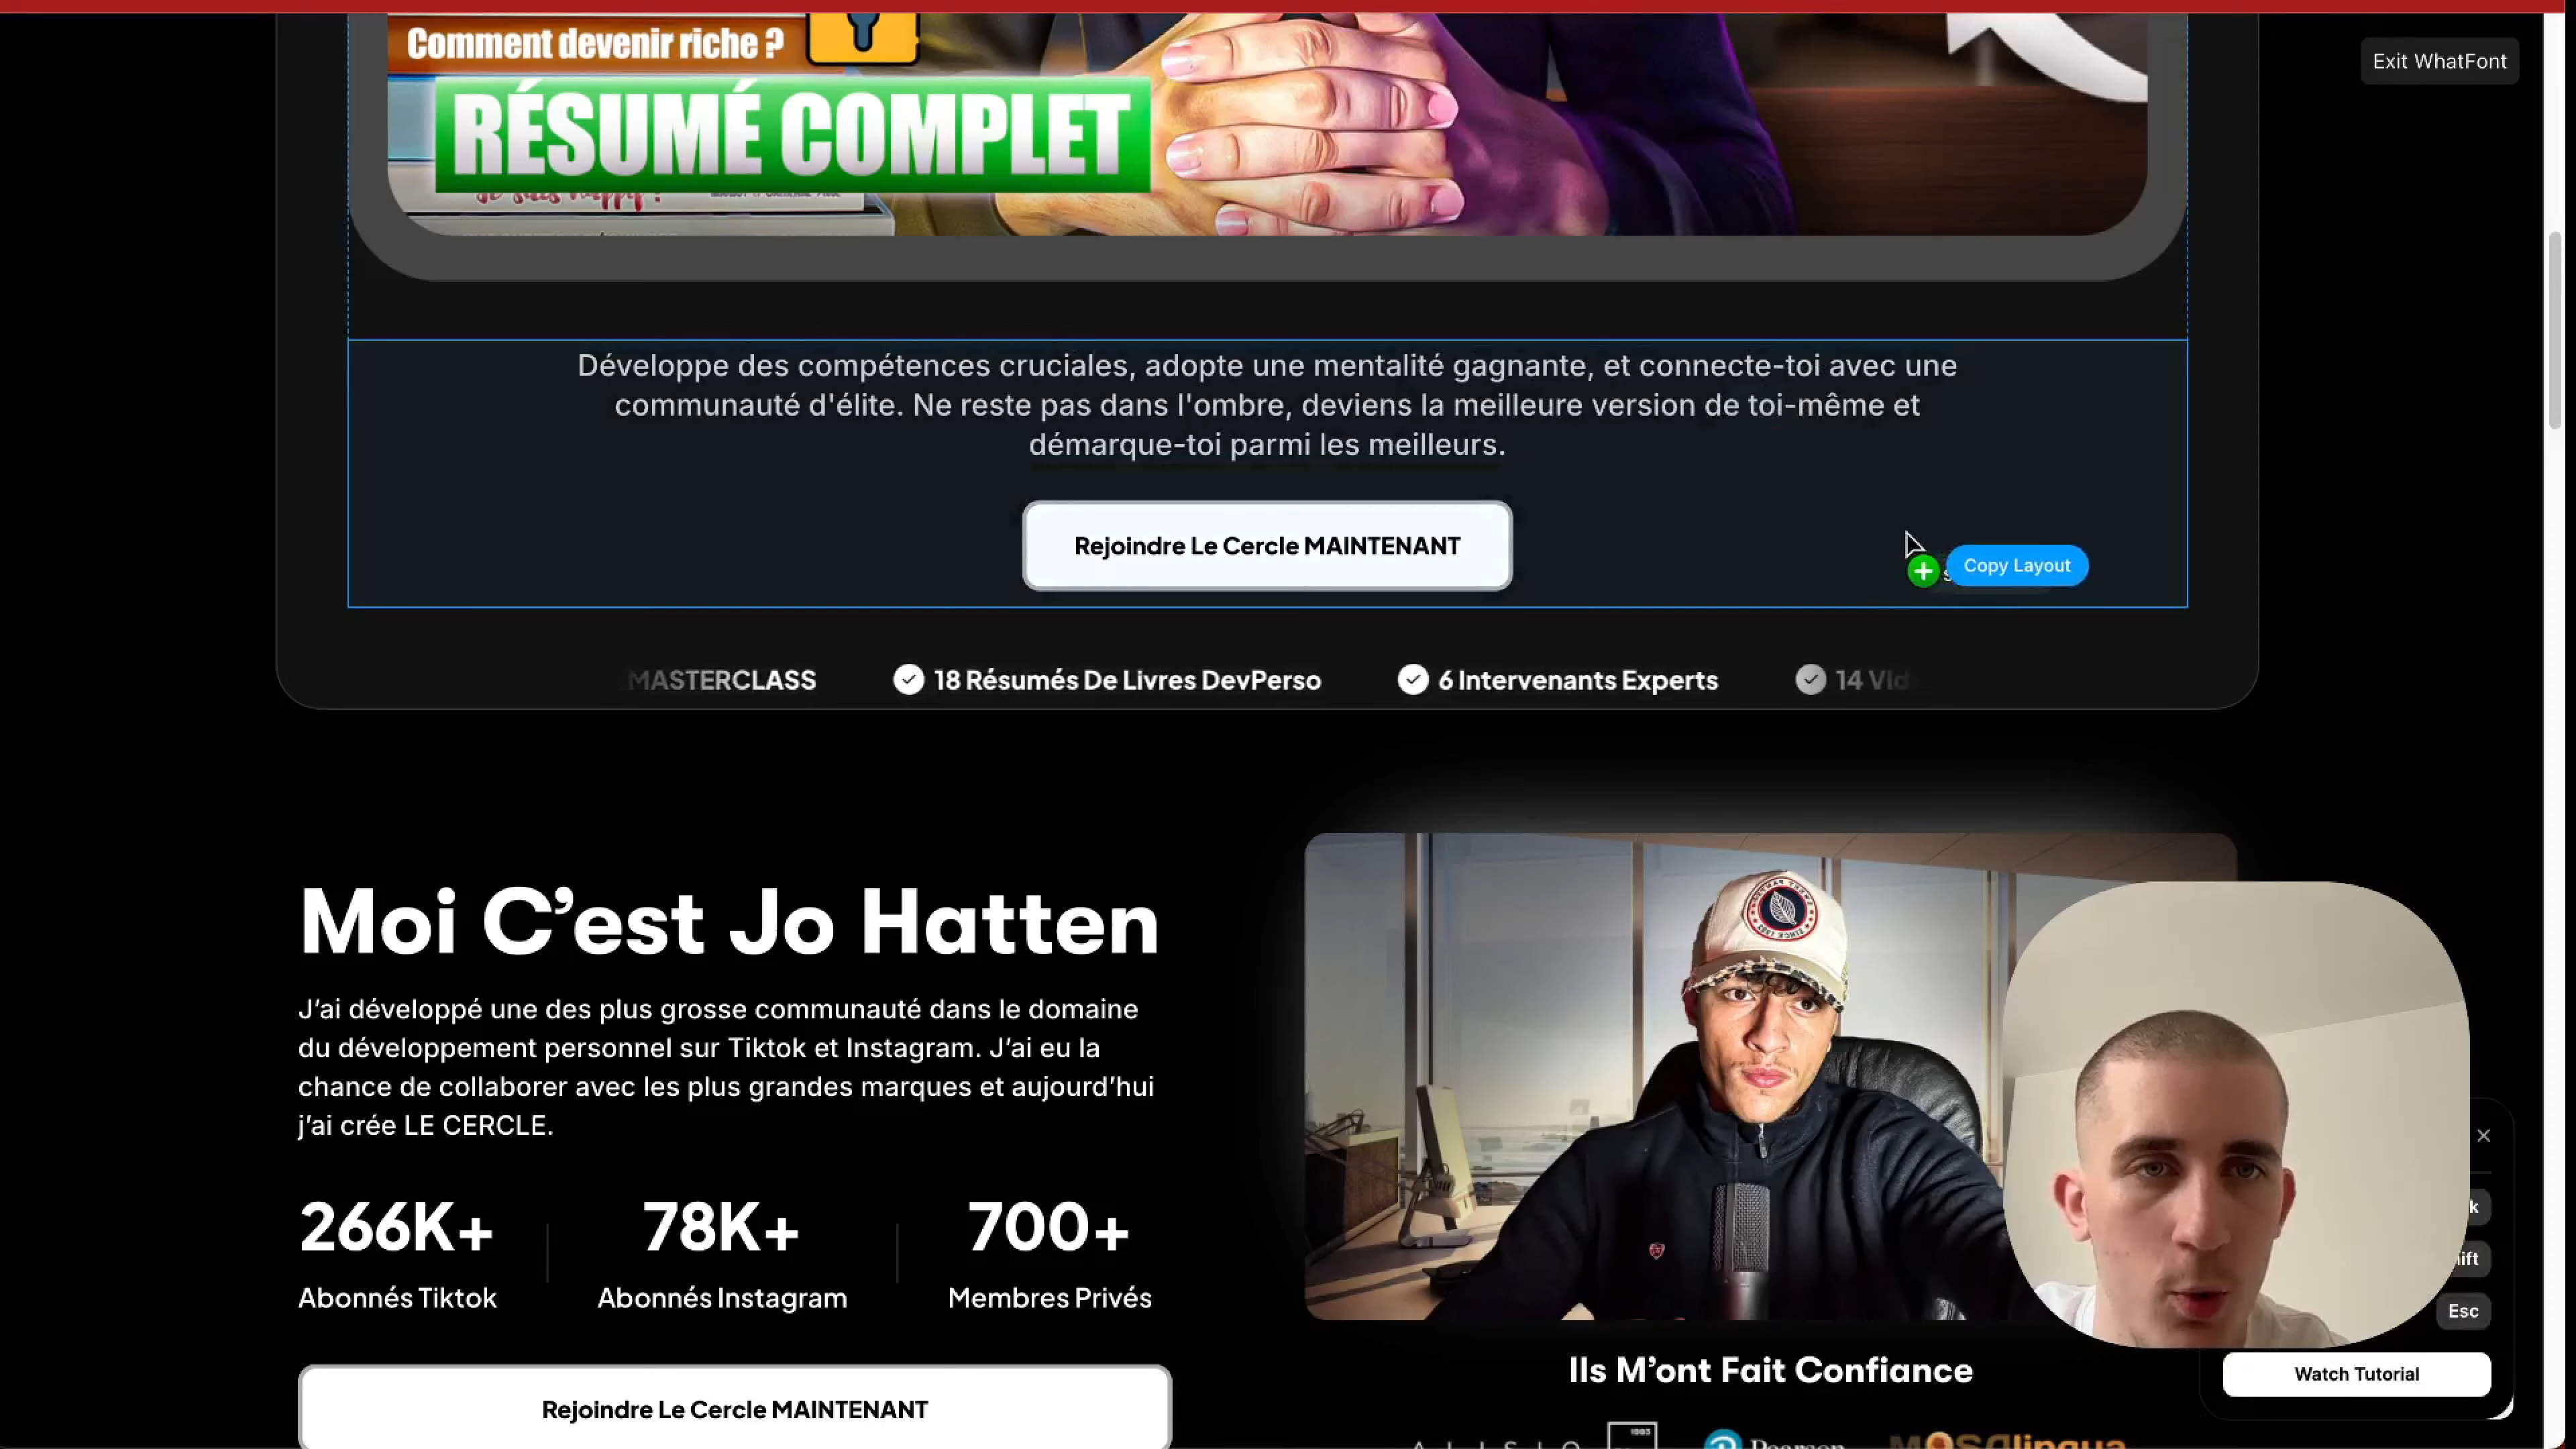 Comment devenir riche ?
Exit WhatFont
RÉSUMÉ COMPLET
Développe des compétences cruciales, adopte une mentalité gagnante, et connecte-toi avec une
communauté d'élite. Ne reste pas dans l'ombre, deviens la meilleure version de toi-même et
démarque-toi parmi les meilleurs.
Rejoindre Le Cercle MAINTENANT
Copy Layout
MASTERCLASS
18 Résumés De Livres DevPerso
6 Intervenants Experts
14 Vid
Moi C’est Jo Hatten
J’ai développé une des plus grosse communauté dans le domaine
du développement personnel sur Tiktok et Instagram. J’ai eu la
chance de collaborer avec les plus grandes marques et aujourd’hui
j’ai crée LE CERCLE.
266K+
78K+
700+
Abonnés Tiktok
Abonnés Instagram
Membres Privés
Rejoindre Le Cercle MAINTENANT
Esc
Watch Tutorial
Ils M’ont Fait Confiance
Pearson
MOSAlingua